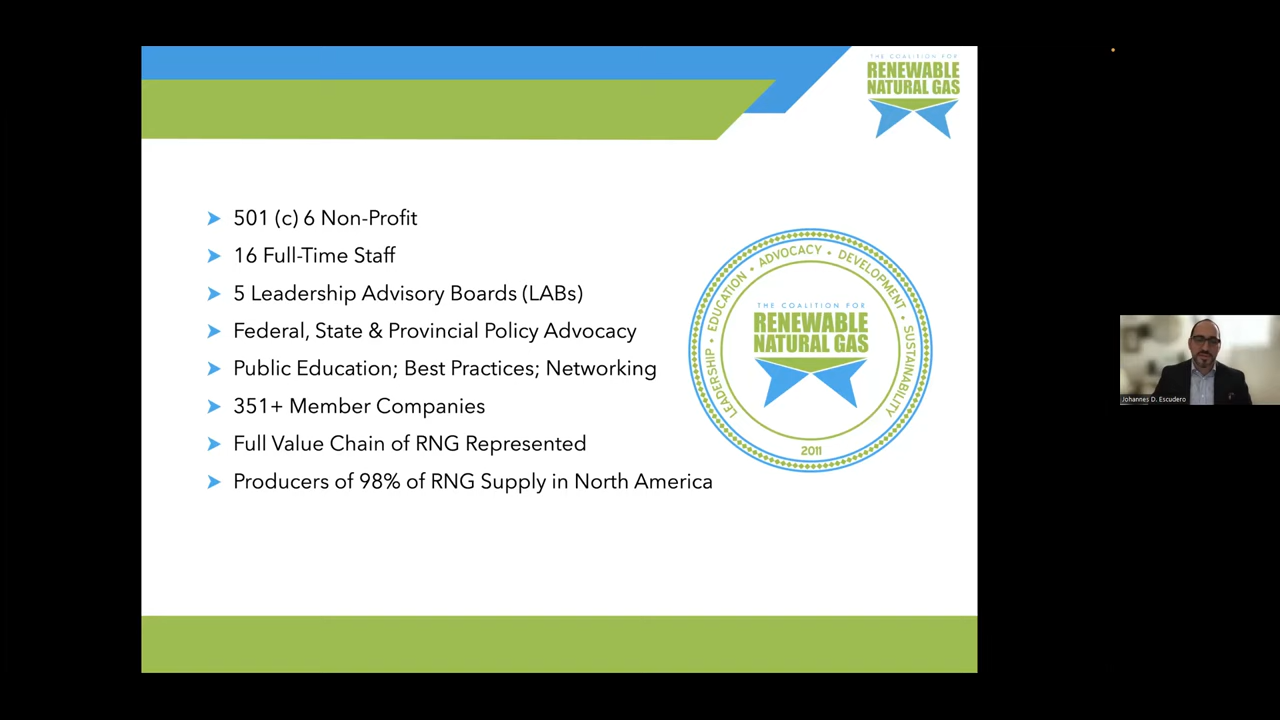 THE COALITION FOR
RENEWABLE
NATURAL GAS
501 (c) 6 Non-Profit
16 Full-Time Staff
5 Leadership Advisory Boards (LABs)
Federal, State & Provincial Policy Advocacy
Public Education; Best Practices; Networking
351+ Member Companies
Full Value Chain of RNG Represented
Producers of 98% of RNG Supply in North America
LEADERSHIP • EDUCATION • ADVOCACY • DEVELOPMENT • SUSTAINABILITY
THE COALITION FOR
RENEWABLE
NATURAL GAS
2011
Johannes D. Escudero